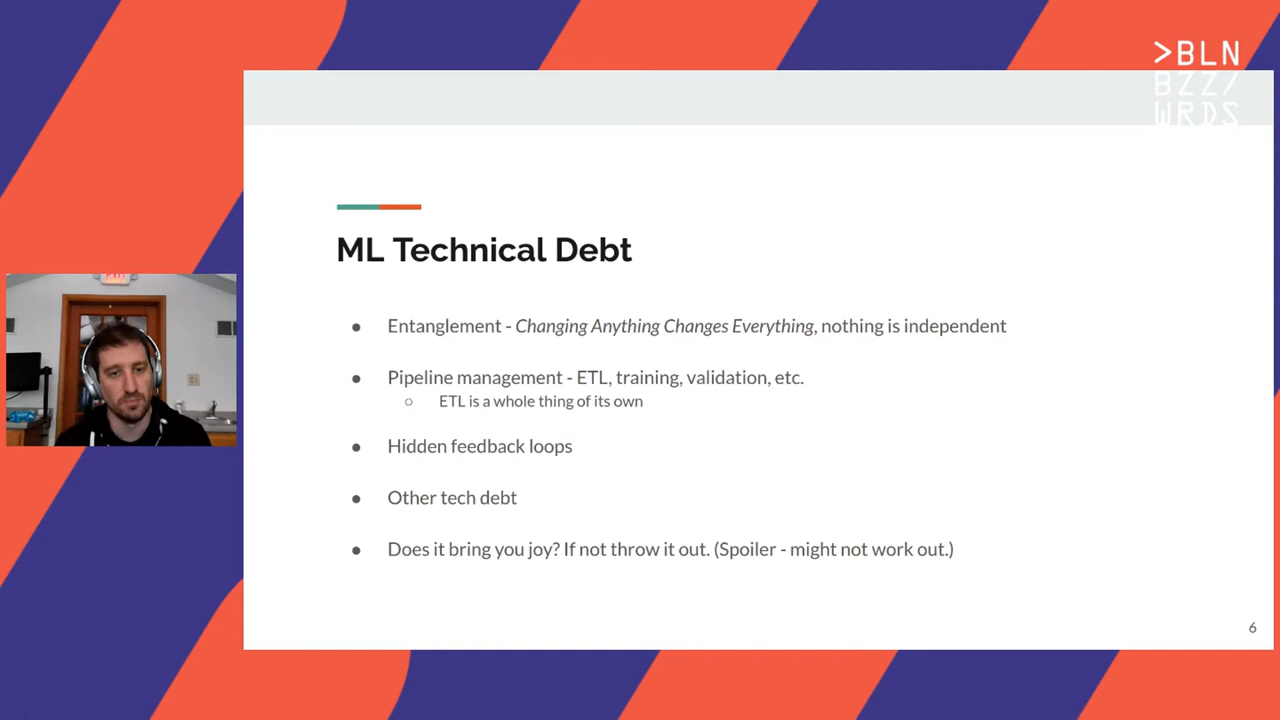 >BLN
BZZ/
WRDS
ML Technical Debt
● Entanglement - Changing Anything Changes Everything, nothing is independent
● Pipeline management - ETL, training, validation, etc.
○ ETL is a whole thing of its own
● Hidden feedback loops
● Other tech debt
● Does it bring you joy? If not throw it out. (Spoiler - might not work out.)
6